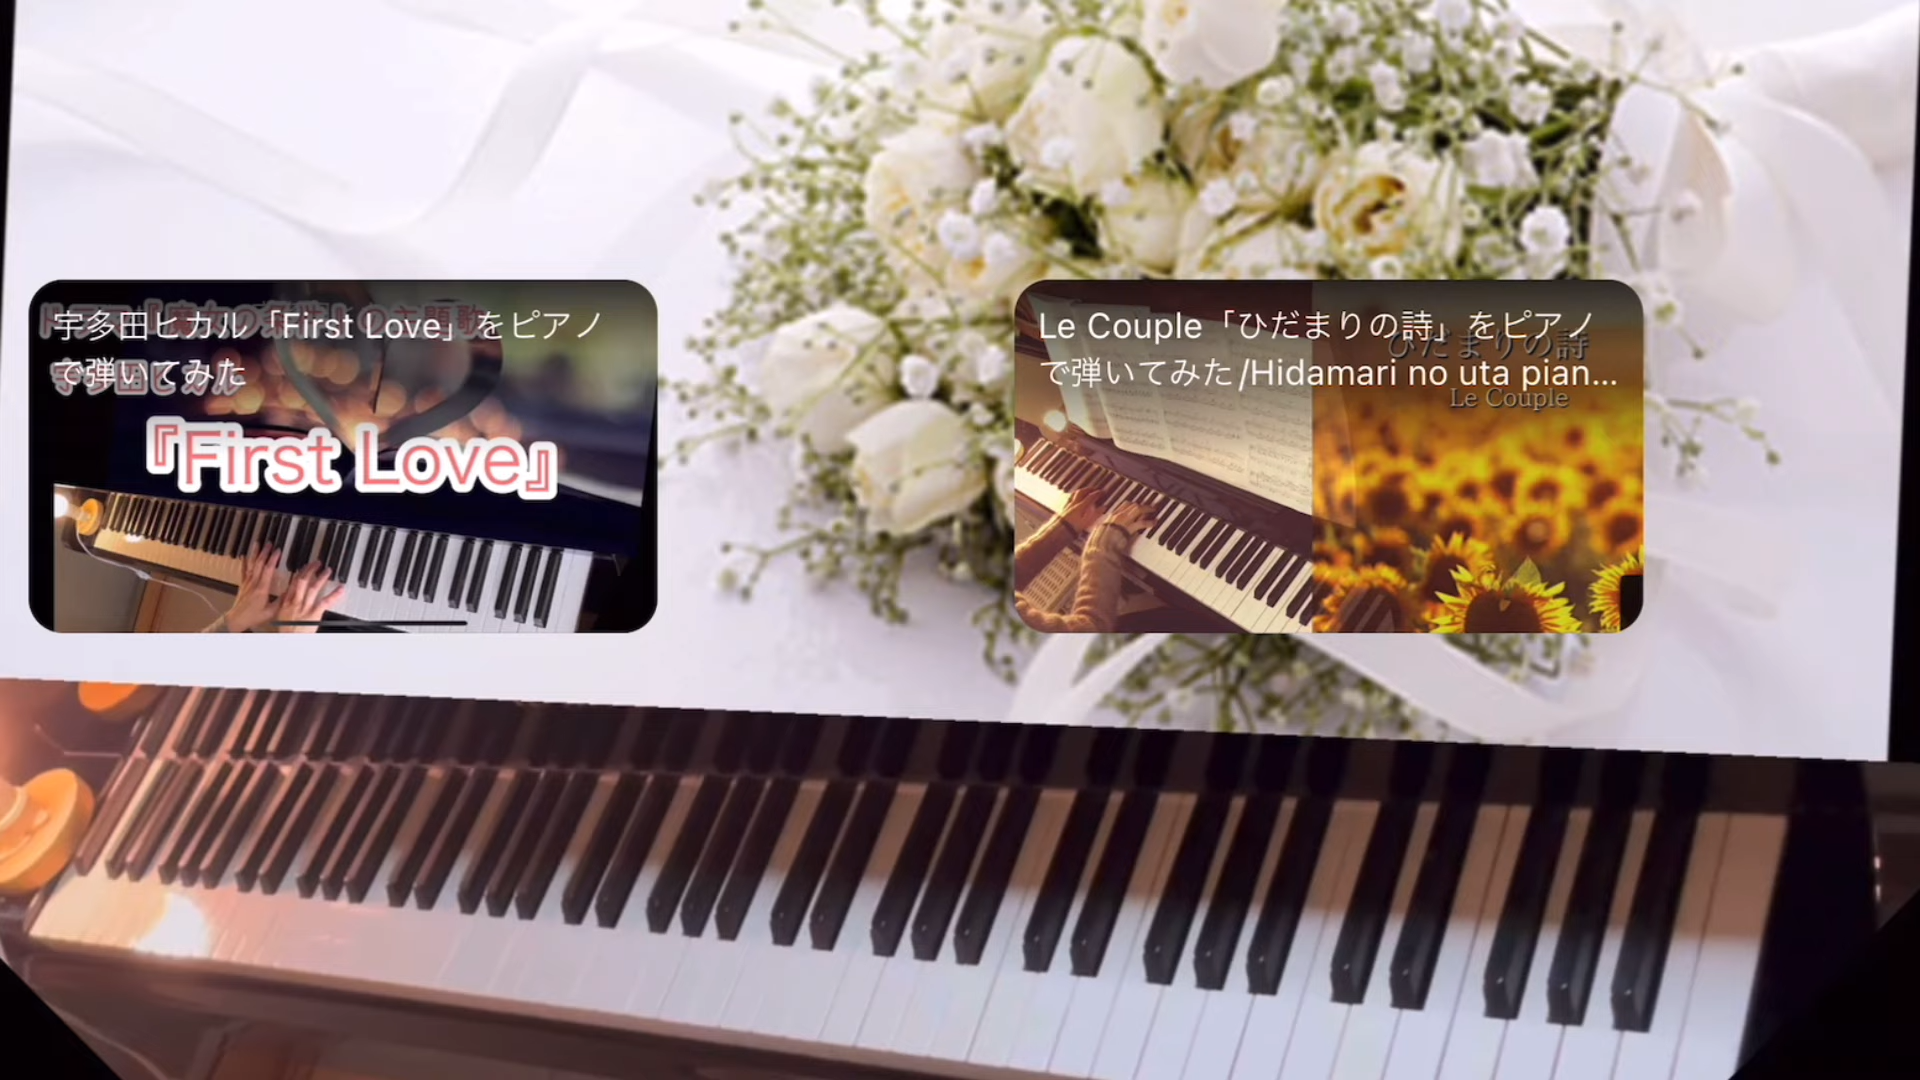 宇多田ヒカル「First Love」をピアノ
で弾いてみた
『First Love』
Le Couple「ひだまりの詩」をピアノ
で弾いてみた/Hidamari no uta pian...
ひだまりの詩
Le Couple